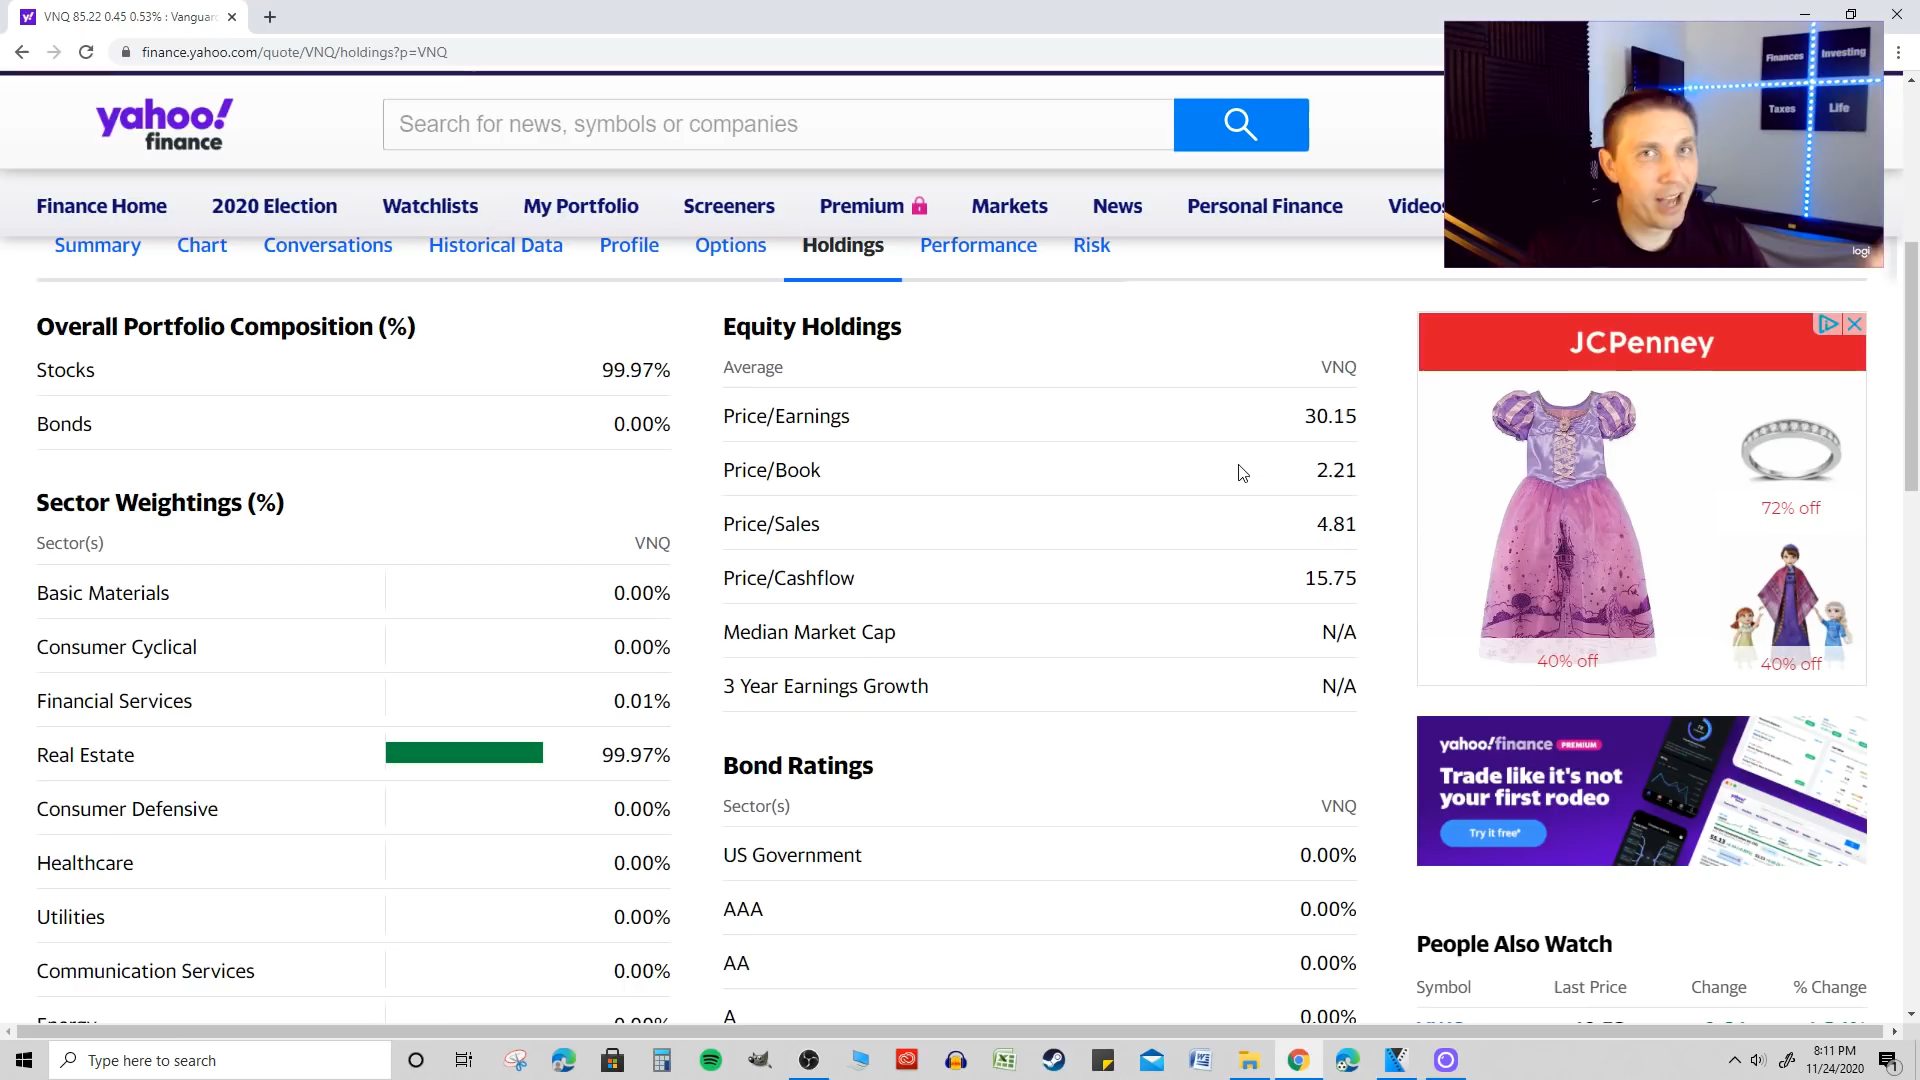 VNQ 85.22 0.45 0.53% : Vanguar
finance.yahoo.com/quote/VNQ/holdings?p=VNQ
yahoo!
finance
Search for news, symbols or companies
Finances
Investing
Taxes
Life
logi
Finance Home 2020 Election Watchlists My Portfolio Screeners Premium Markets News Personal Finance Videos
Summary Chart Conversations Historical Data Profile Options Holdings Performance Risk
Overall Portfolio Composition (%)
Stocks 99.97%
Bonds 0.00%
Sector Weightings (%)
Sector(s) VNQ
Basic Materials 0.00%
Consumer Cyclical 0.00%
Financial Services 0.01%
Real Estate 99.97%
Consumer Defensive 0.00%
Healthcare 0.00%
Utilities 0.00%
Communication Services 0.00%
Energy 0.00%
Equity Holdings
Average VNQ
Price/Earnings 30.15
Price/Book 2.21
Price/Sales 4.81
Price/Cashflow 15.75
Median Market Cap N/A
3 Year Earnings Growth N/A
Bond Ratings
Sector(s) VNQ
US Government 0.00%
AAA 0.00%
AA 0.00%
A 0.00%
JCPenney
72% off
40% off
40% off
yahoo!finance PREMIUM
Trade like it's not
your first rodeo
Try it free*
People Also Watch
Symbol Last Price Change % Change
Type here to search
8:11 PM
11/24/2020